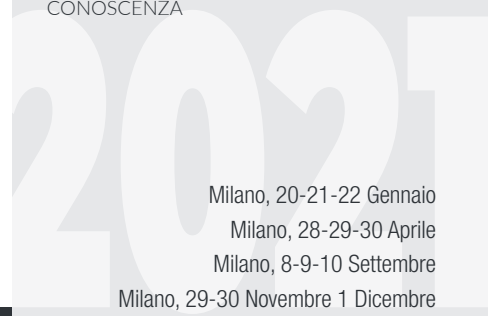 CONOSCENZA
2021
Milano, 20-21-22 Gennaio
Milano, 28-29-30 Aprile
Milano, 8-9-10 Settembre
Milano, 29-30 Novembre 1 Dicembre